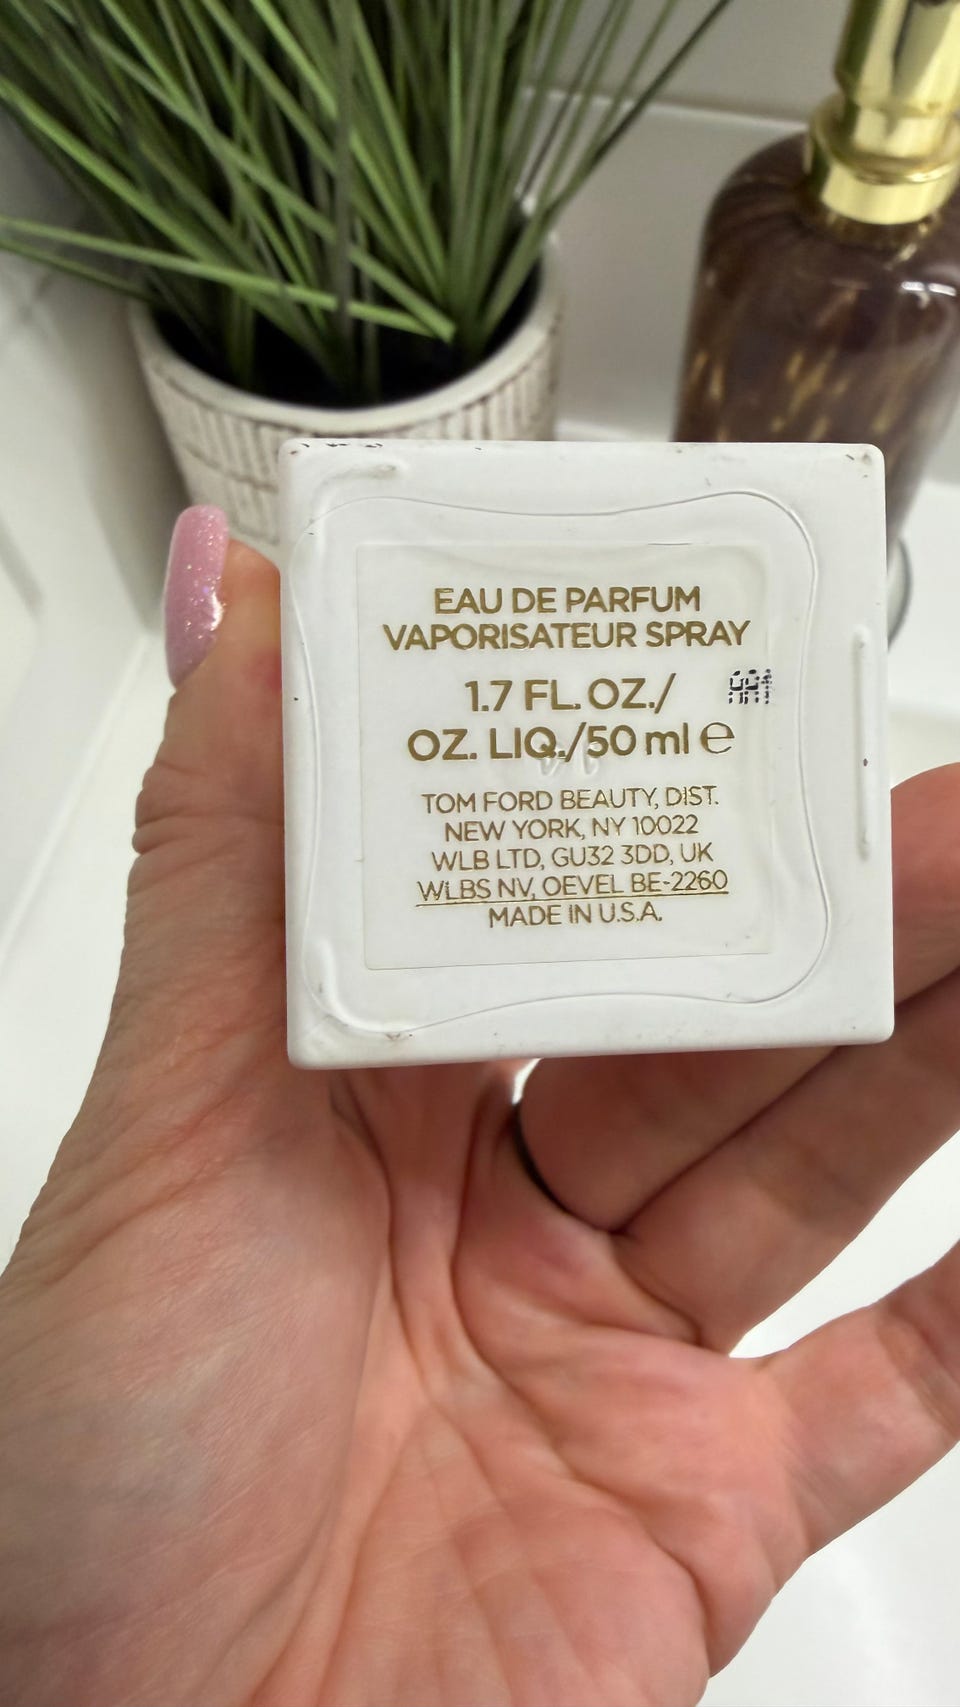 EAU DE PARFUM
VAPORISATEUR SPRAY
1.7 FL. OZ./
OZ. LIQ./50 ml ℮
TOM FORD BEAUTY, DIST.
NEW YORK, NY 10022
WLB LTD, GU32 3DD, UK
WLBS NV, OEVEL BE-2260
MADE IN U.S.A.